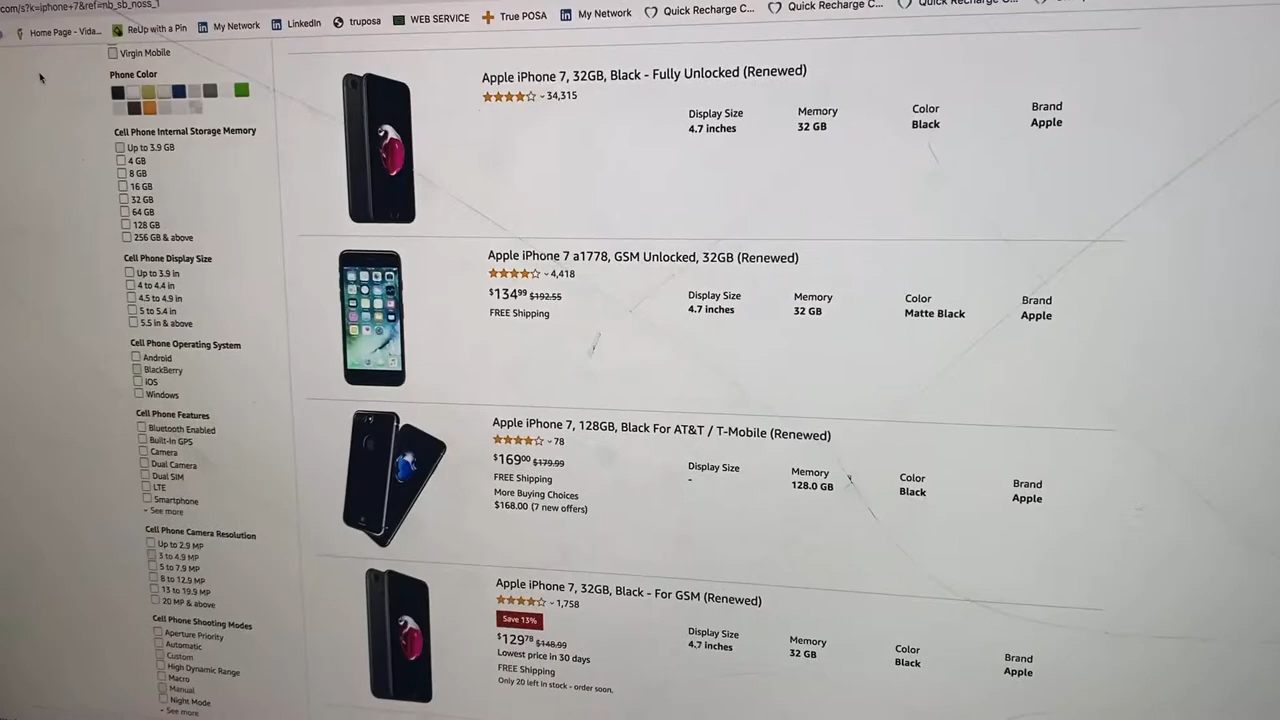 com/s?k=iphone+7&ref=nb_sb_noss_1
Home Page - Vida...
ReUp with a Pin
My Network
LinkedIn
truposa
WEB SERVICE
True POSA
My Network
Quick Recharge C...
Quick Recharge C...
Quick Recharge C...
Virgin Mobile
Phone Color
Cell Phone Internal Storage Memory
Up to 3.9 GB
4 GB
8 GB
16 GB
32 GB
64 GB
128 GB
256 GB & above
Cell Phone Display Size
Up to 3.9 in
4 to 4.4 in
4.5 to 4.9 in
5 to 5.4 in
5.5 in & above
Cell Phone Operating System
Android
BlackBerry
iOS
Windows
Cell Phone Features
Bluetooth Enabled
Built-In GPS
Camera
Dual Camera
Dual SIM
LTE
Smartphone
See more
Cell Phone Camera Resolution
Up to 2.9 MP
3 to 4.9 MP
5 to 7.9 MP
8 to 12.9 MP
13 to 19.9 MP
20 MP & above
Cell Phone Shooting Modes
Aperture Priority
Automatic
Custom
High Dynamic Range
Macro
Manual
Night Mode
See more
Apple iPhone 7, 32GB, Black - Fully Unlocked (Renewed)
34,315
Display Size Memory Color Brand
4.7 inches 32 GB Black Apple
Apple iPhone 7 a1778, GSM Unlocked, 32GB (Renewed)
4,418
$134.99 $192.55
FREE Shipping
Display Size Memory Color Brand
4.7 inches 32 GB Matte Black Apple
Apple iPhone 7, 128GB, Black For AT&T / T-Mobile (Renewed)
78
$169.00 $179.99
FREE Shipping
More Buying Choices
$168.00 (7 new offers)
Display Size Memory Color Brand
- 128.0 GB Black Apple
Apple iPhone 7, 32GB, Black - For GSM (Renewed)
1,758
Save 13%
$129.78 $148.99
Lowest price in 30 days
FREE Shipping
Only 20 left in stock - order soon.
Display Size Memory Color Brand
4.7 inches 32 GB Black Apple